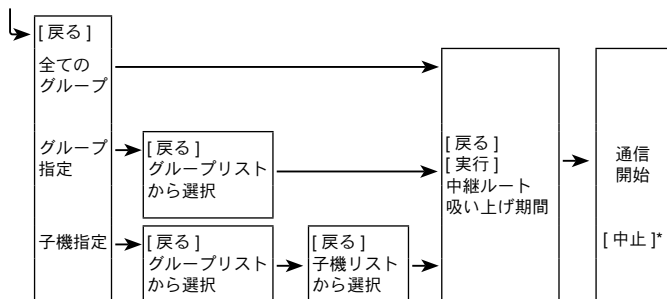 [戻る]
全ての
グループ
グループ
指定
子機指定
[戻る]
グループリスト
から選択
[戻る]
グループリスト
から選択
[戻る]
子機リスト
から選択
[戻る]
[実行]
中継ルート
吸い上げ期間
通信
開始
[中止]*